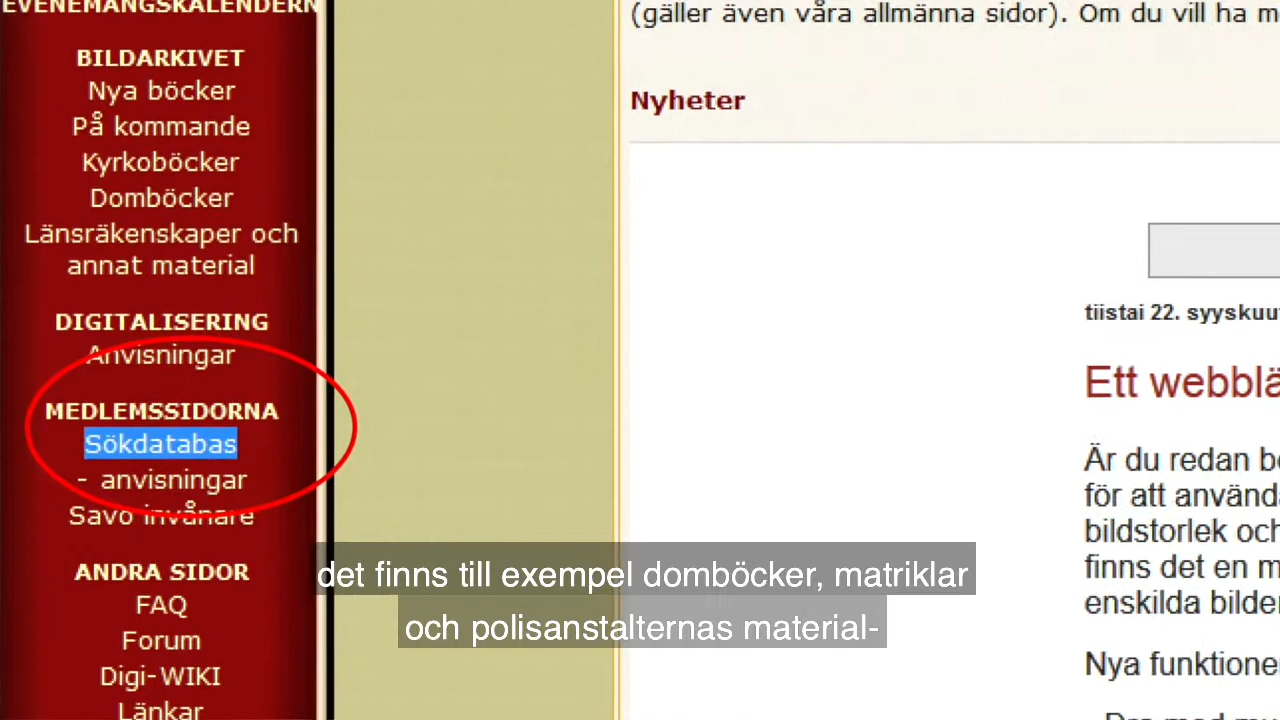 EVENEMANGSKALENDERN
BILDARKIVET
Nya böcker
På kommande
Kyrkoböcker
Domböcker
Länsräkenskaper och
annat material
DIGITALISERING
Anvisningar
MEDLEMSSIDORNA
Sökdatabas
- anvisningar
Savo invånare
ANDRA SIDOR
FAQ
Forum
Digi-WIKI
Länkar
(gäller även våra allmänna sidor). Om du vill ha m
Nyheter
tiistai 22. syyskuu
Ett webblä
Är du redan be
för att använda
bildstorlek och
finns det en m
enskilda bilder
Nya funktioner
det finns till exempel domböcker, matriklar
och polisanstalternas material-